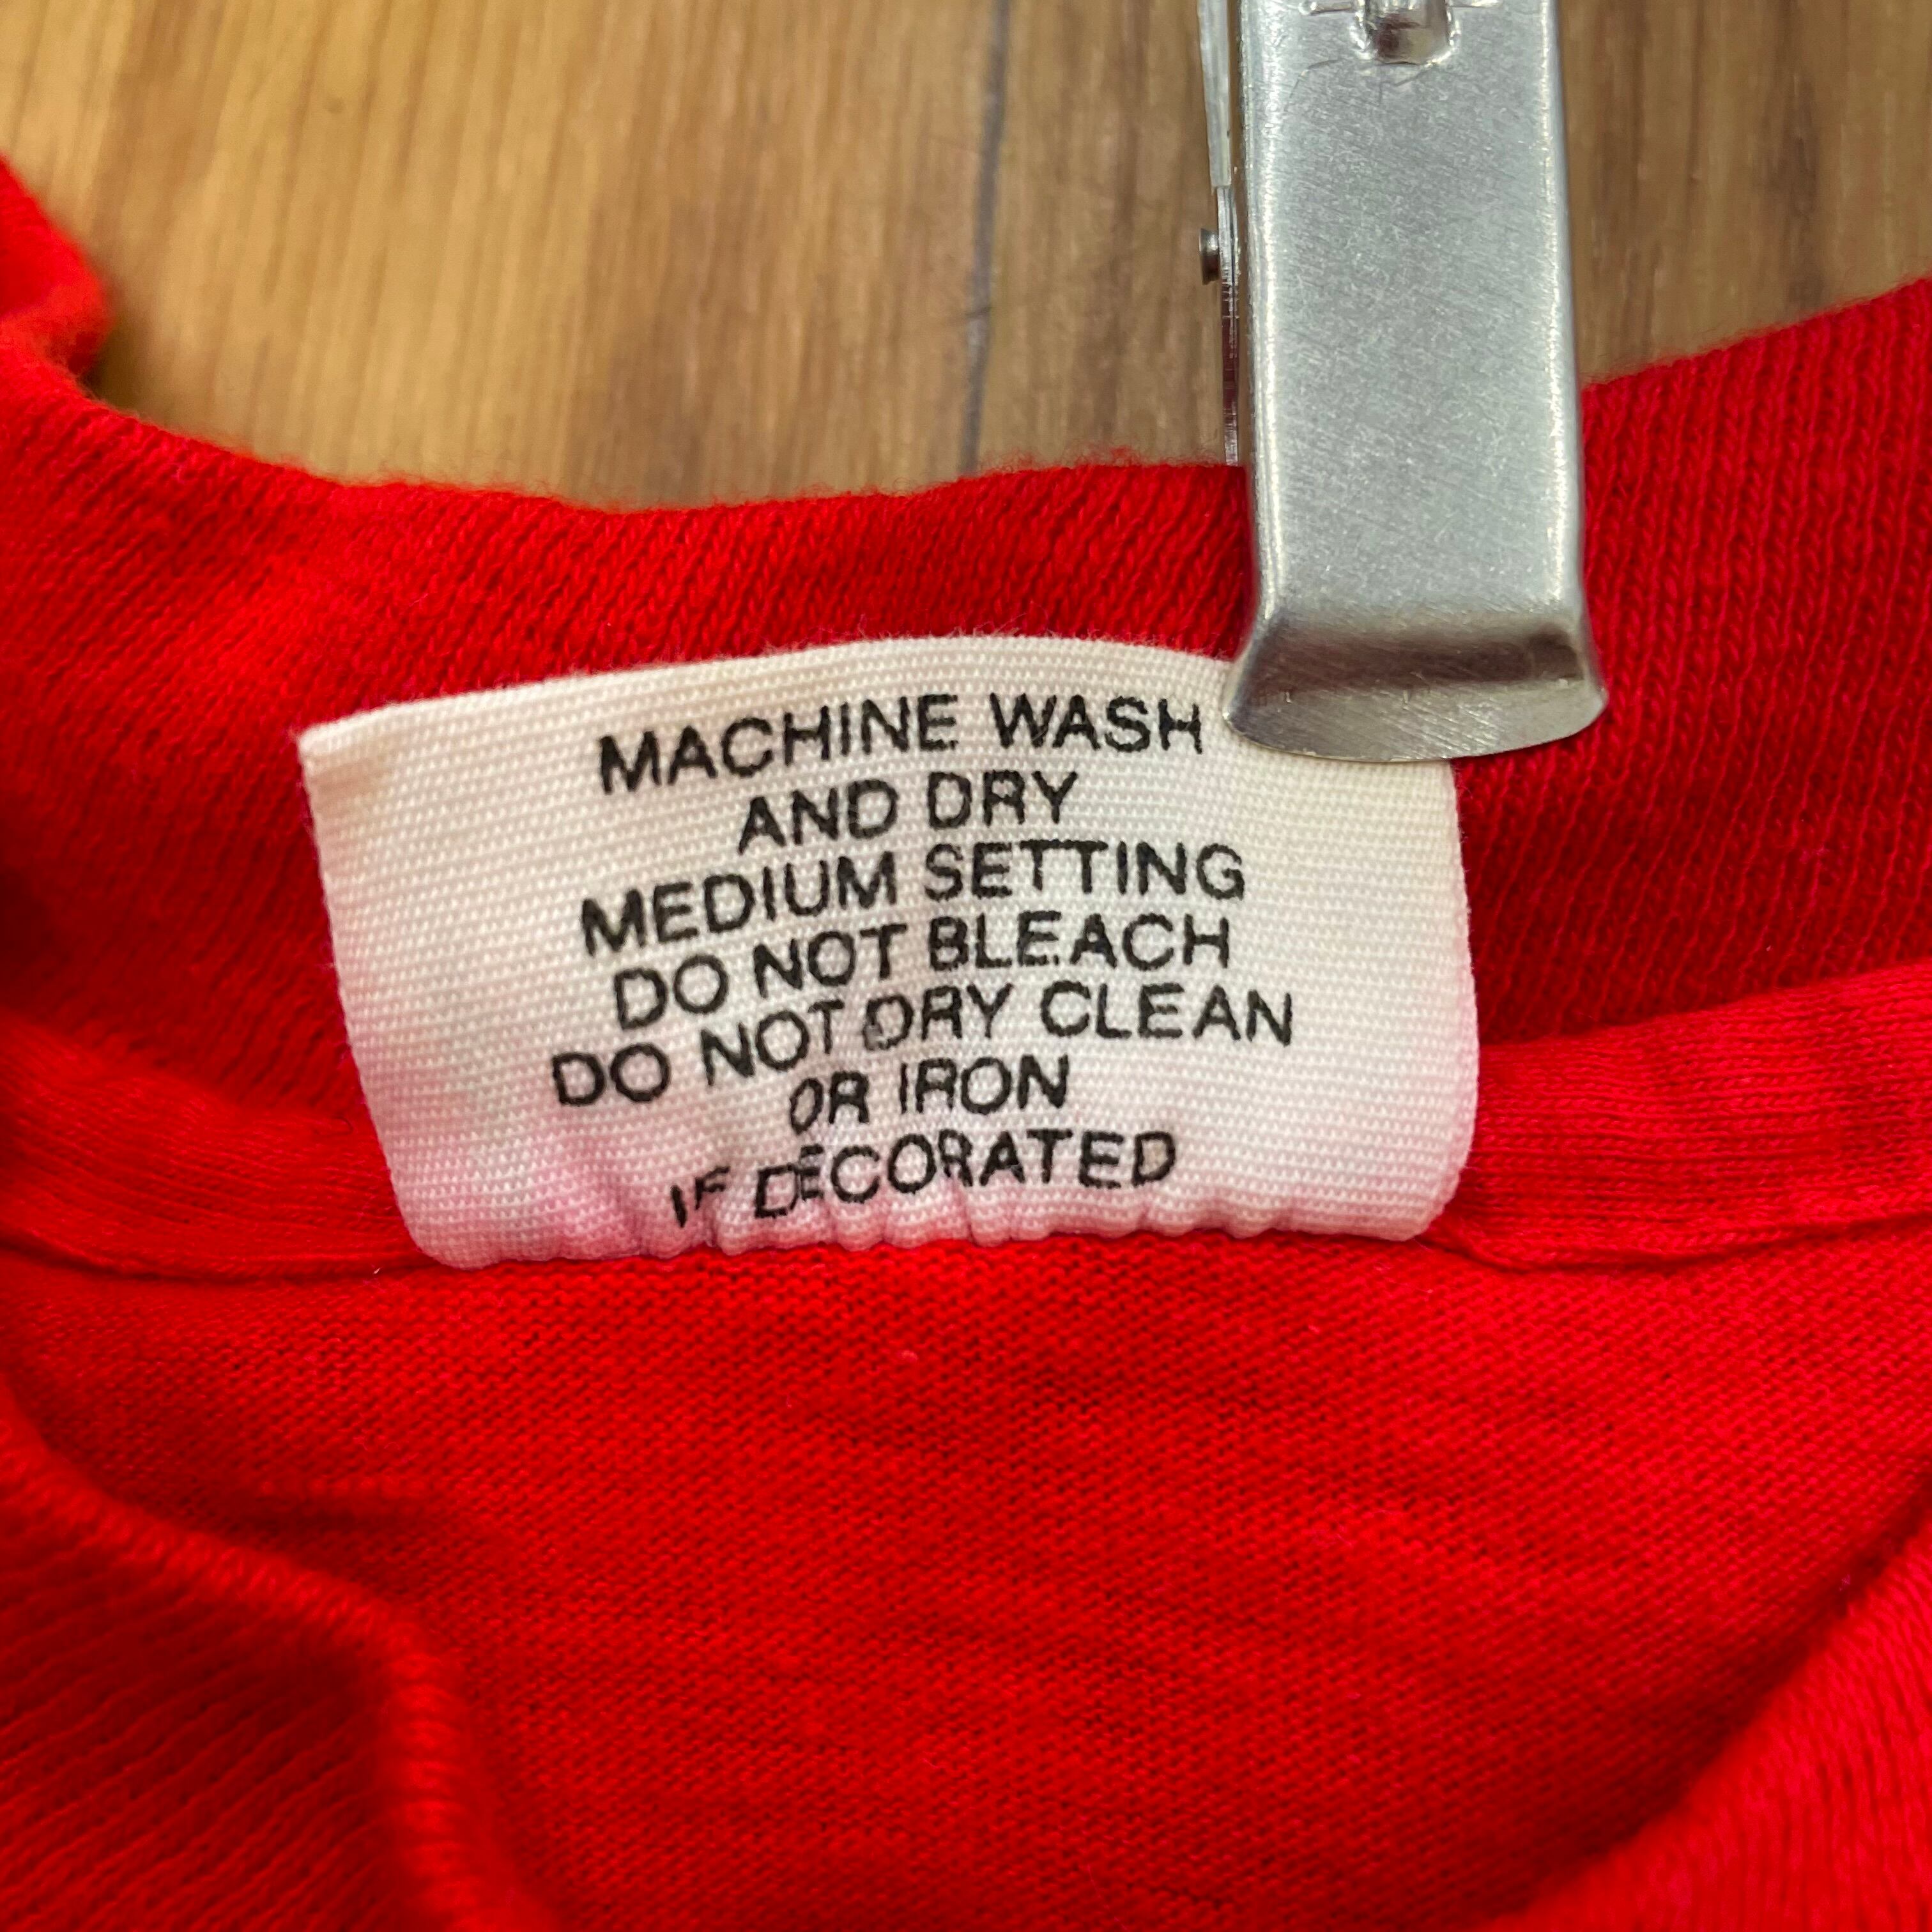 MACHINE WASH
AND DRY
MEDIUM SETTING
DO NOT BLEACH
DO NOT DRY CLEAN
OR IRON
IF DECORATED